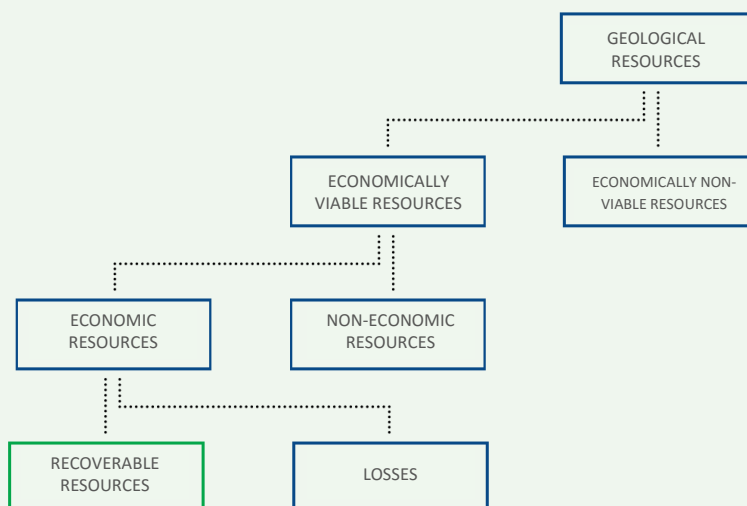 GEOLOGICAL
RESOURCES
ECONOMICALLY
VIABLE RESOURCES
ECONOMICALLY NON-
VIABLE RESOURCES
ECONOMIC
RESOURCES
NON-ECONOMIC
RESOURCES
RECOVERABLE
RESOURCES
LOSSES